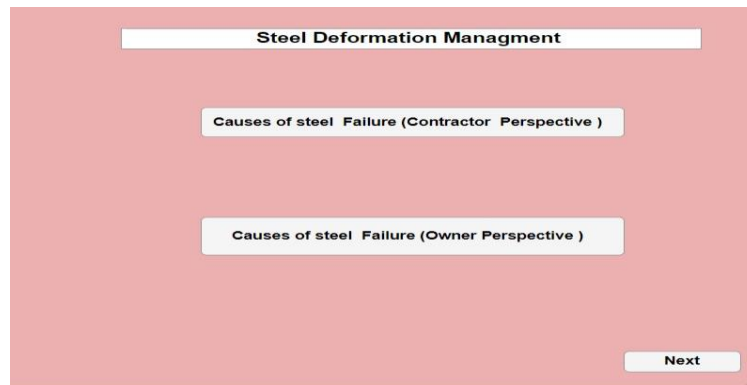 Steel Deformation Managment
Causes of steel Failure (Contractor Perspective )
Causes of steel Failure (Owner Perspective )
Next